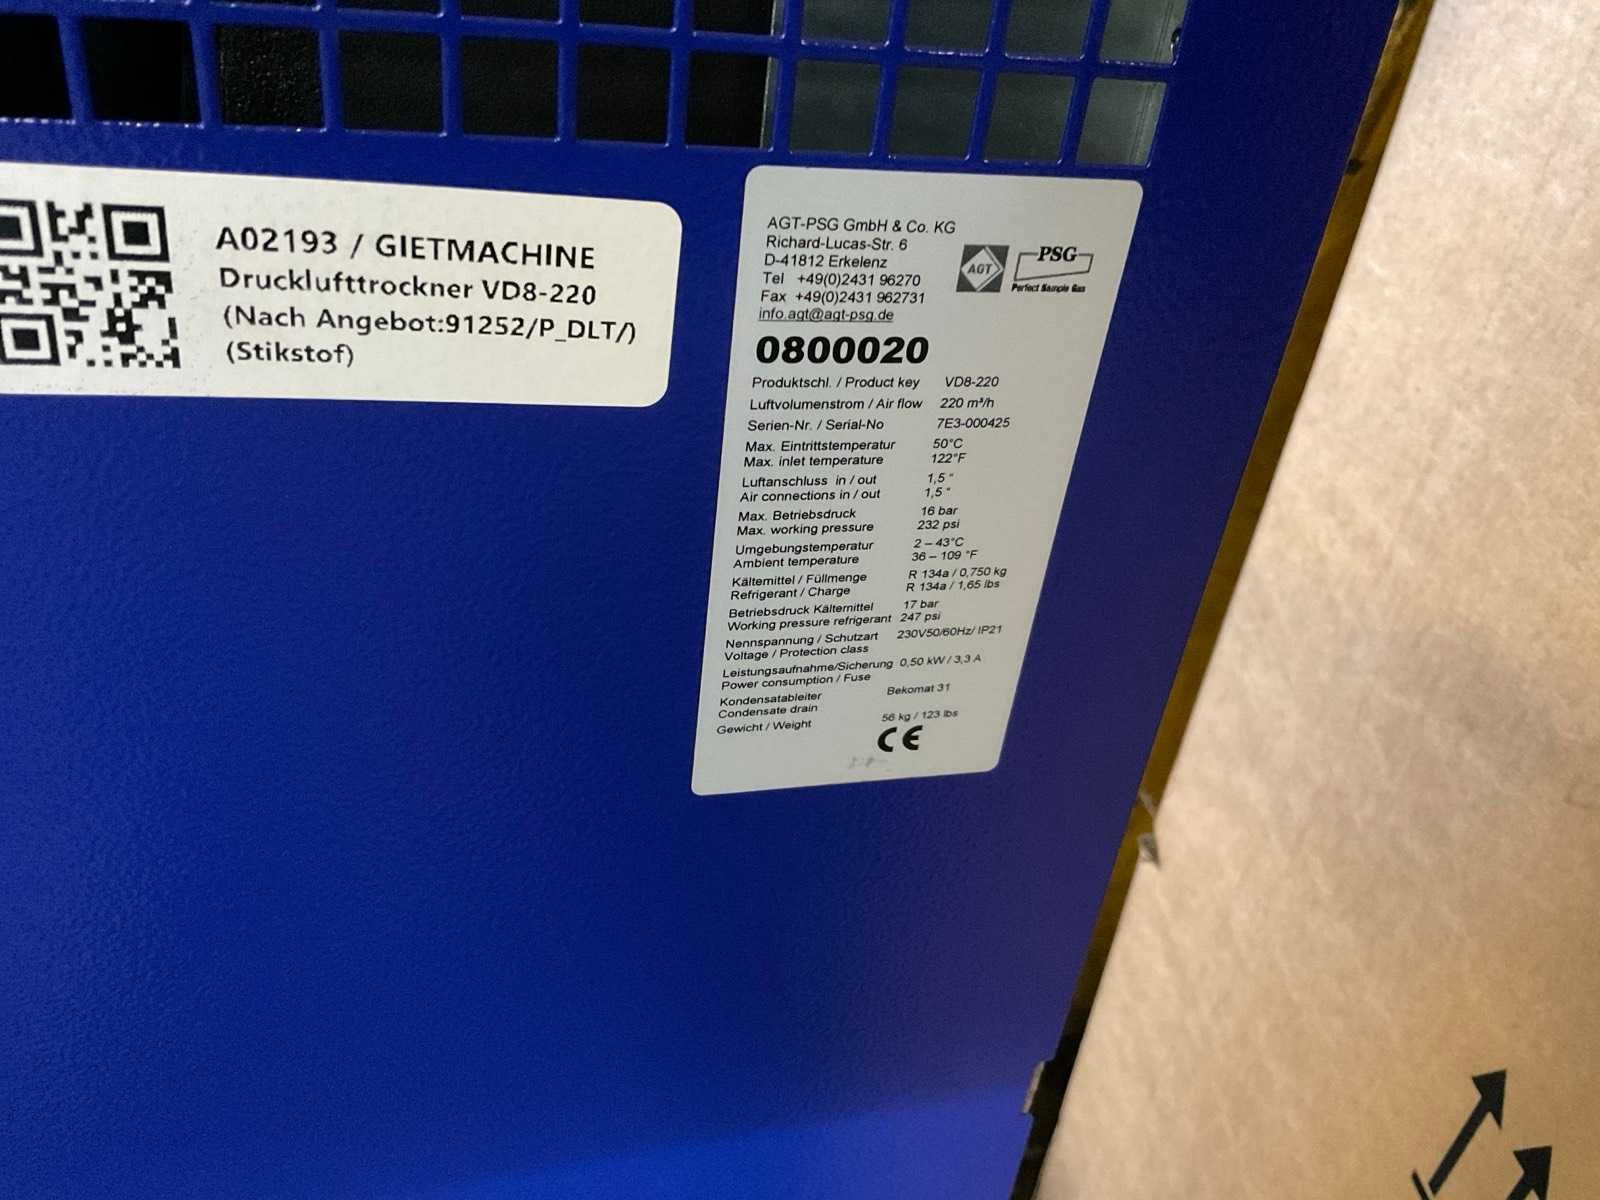 A02193 / GIETMACHINE
Drucklufttrockner VD8-220
(Nach Angebot:91252/P_DLT/)
(Stikstof)
AGT-PSG GmbH & Co. KG
Richard-Lucas-Str. 6
D-41812 Erkelenz
Tel +49(0)2431 96270
Fax +49(0)2431 962731
info.agt@agt-psg.de
AGT
PSG
Perfect Sample Gas
0800020
Produktschl. / Product key VD8-220
Luftvolumenstrom / Air flow 220 m³/h
Serien-Nr. / Serial-No 7E3-000425
Max. Eintrittstemperatur 50°C
Max. inlet temperature 122°F
Luftanschluss in / out 1,5 "
Air connections in / out 1,5 "
Max. Betriebsdruck 16 bar
Max. working pressure 232 psi
Umgebungstemperatur 2 – 43°C
Ambient temperature 36 – 109 °F
Kältemittel / Füllmenge R 134a / 0,750 kg
Refrigerant / Charge R 134a / 1,65 lbs
Betriebsdruck Kältemittel 17 bar
Working pressure refrigerant 247 psi
Nennspannung / Schutzart 230V50/60Hz/ IP21
Voltage / Protection class
Leistungsaufnahme/Sicherung 0,50 kW / 3,3 A
Power consumption / Fuse
Kondensatableiter Bekomat 31
Condensate drain
Gewicht / Weight 56 kg / 123 lbs
CE